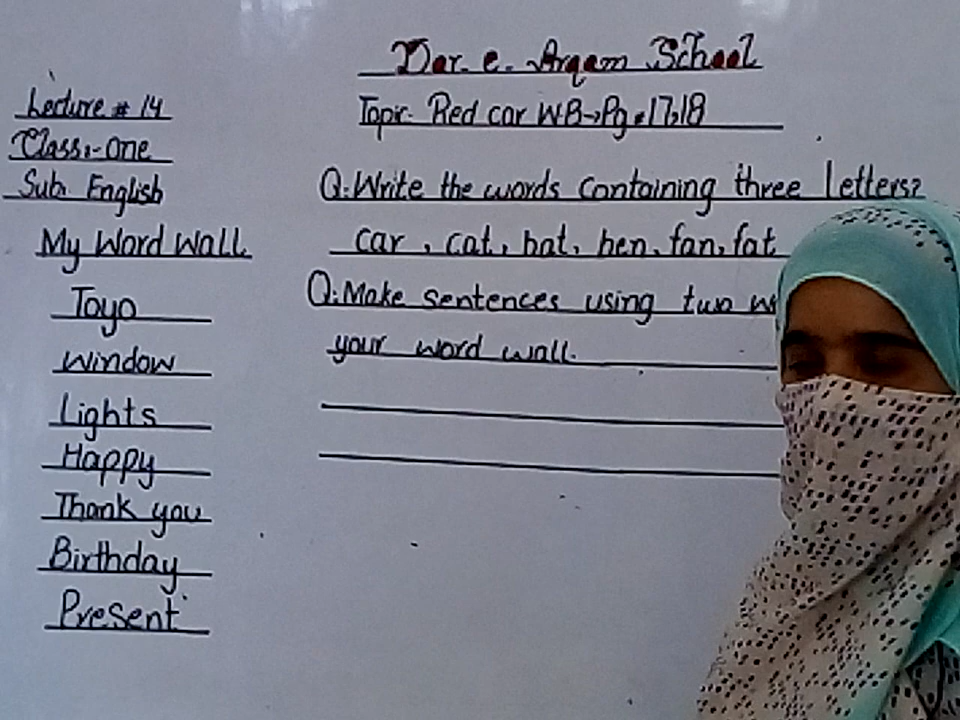 Dar. e. Arqam School
Lecture # 14
Class:- One
Sub: English
Topic: Red car W.B→Pg#17,18
My Word Wall
Toyo
Window
Lights
Happy
Thank you
Birthday
Present
Q:Write the words containing three letters?
car, cat, hat, hen, fan, fat
Q:Make sentences using two
your word wall.